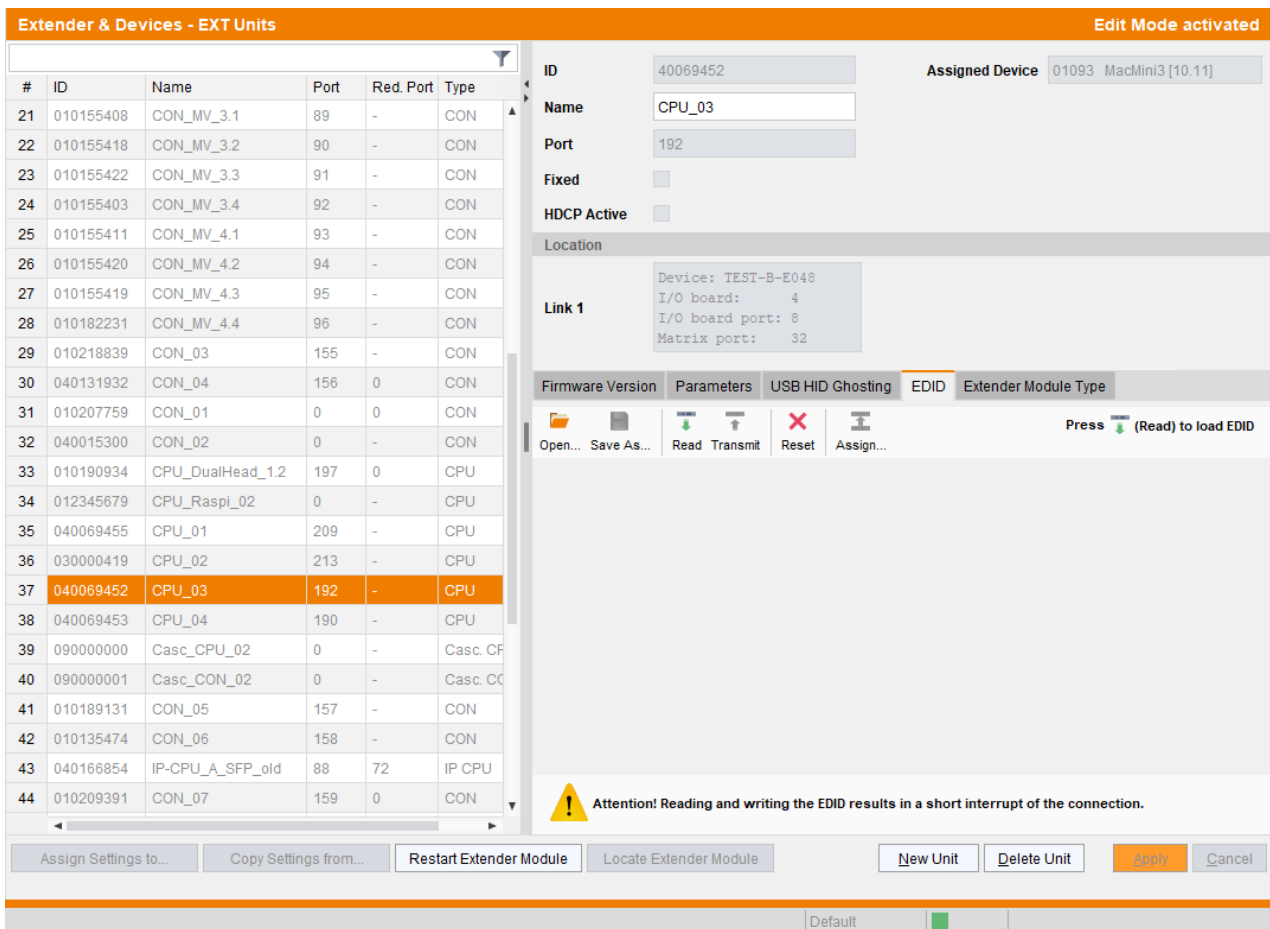 Extender & Devices - EXT Units Edit Mode activated
# ID Name Port Red. Port Type
21 010155408 CON_MV_3.1 89 - CON
22 010155418 CON_MV_3.2 90 - CON
23 010155422 CON_MV_3.3 91 - CON
24 010155403 CON_MV_3.4 92 - CON
25 010155411 CON_MV_4.1 93 - CON
26 010155420 CON_MV_4.2 94 - CON
27 010155419 CON_MV_4.3 95 - CON
28 010182231 CON_MV_4.4 96 - CON
29 010218839 CON_03 155 - CON
30 040131932 CON_04 156 0 CON
31 010207759 CON_01 0 0 CON
32 040015300 CON_02 0 - CON
33 010190934 CPU_DualHead_1.2 197 0 CPU
34 012345679 CPU_Raspi_02 0 - CPU
35 040069455 CPU_01 209 - CPU
36 030000419 CPU_02 213 - CPU
37 040069452 CPU_03 192 - CPU
38 040069453 CPU_04 190 - CPU
39 090000000 Casc_CPU_02 0 - Casc. CP
40 090000001 Casc_CON_02 0 - Casc. CO
41 010189131 CON_05 157 - CON
42 010135474 CON_06 158 - CON
43 040166854 IP-CPU_A_SFP_old 88 72 IP CPU
44 010209391 CON_07 159 0 CON
ID 40069452 Assigned Device 01093 MacMini3 [10.11]
Name CPU_03
Port 192
Fixed
HDCP Active
Location
Link 1
Device: TEST-B-E048
I/O board: 4
I/O board port: 8
Matrix port: 32
Firmware Version Parameters USB HID Ghosting EDID Extender Module Type
Open... Save As... Read Transmit Reset Assign... Press (Read) to load EDID
Attention! Reading and writing the EDID results in a short interrupt of the connection.
Assign Settings to... Copy Settings from... Restart Extender Module Locate Extender Module New Unit Delete Unit Apply Cancel
Default